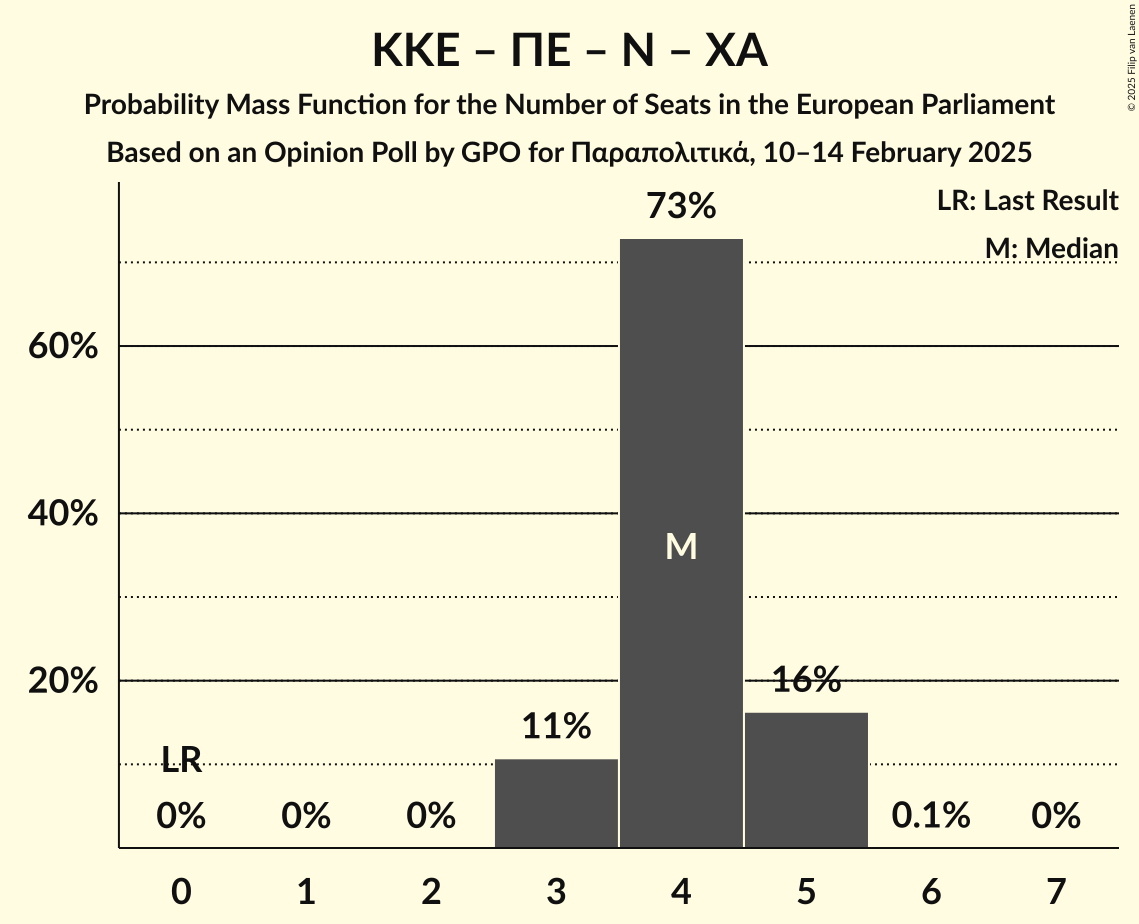 ΚΚΕ – ΠΕ – Ν – ΧΑ
Probability Mass Function for the Number of Seats in the European Parliament
Based on an Opinion Poll by GPO for Παραπολιτικά, 10–14 February 2025
© 2025 Filip van Laenen
LR: Last Result
M: Median
73%
60%
40%
M
20%
16%
11%
LR
0% 0% 0% 0.1% 0%
0 1 2 3 4 5 6 7